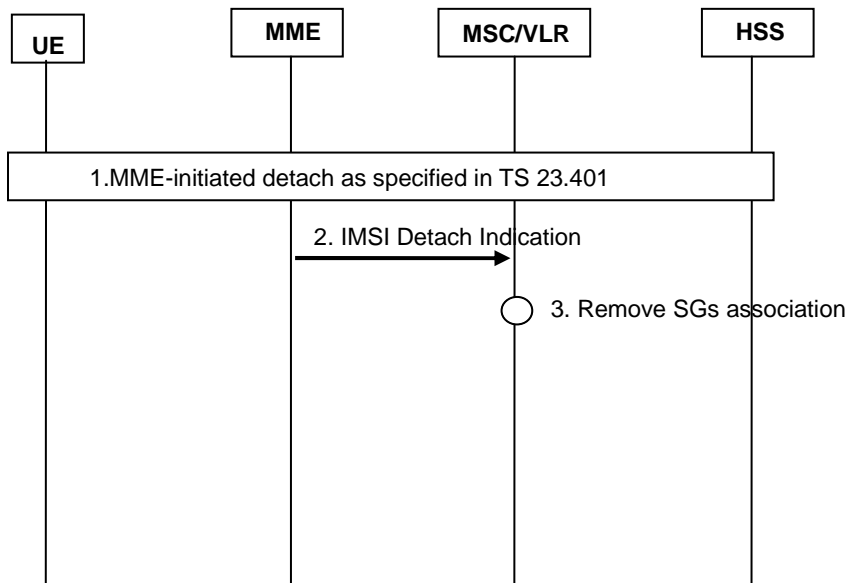 UE
MME
MSC/VLR
HSS
1.MME-initiated detach as specified in TS 23.401
2. IMSI Detach Indication
3. Remove SGs association